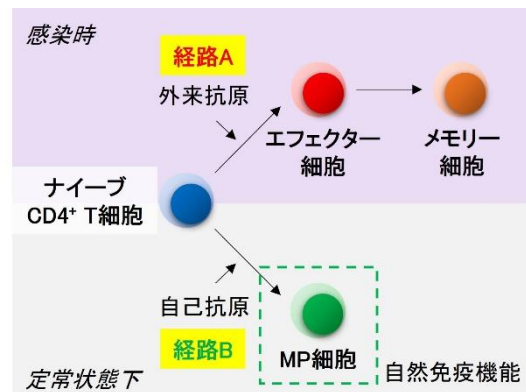 感染時
経路A
外来抗原
エフェクター
細胞
メモリー
細胞
ナイーブ
CD4⁺ T細胞
自己抗原
経路B
MP細胞
定常状態下
自然免疫機能